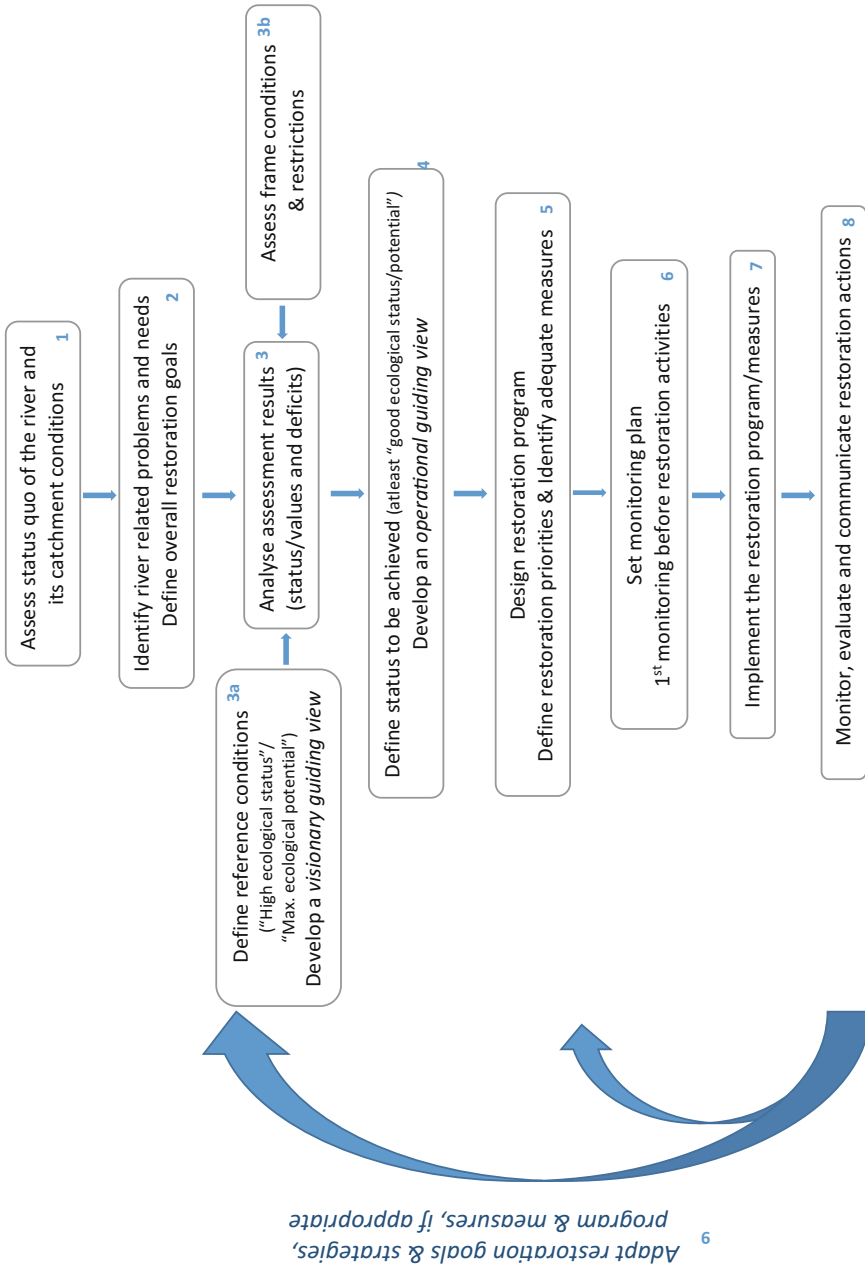 Assess status quo of the river and
its catchment conditions
1
Identify river related problems and needs
Define overall restoration goals
2
Define reference conditions
3a
(“High ecological status”/
“Max. ecological potential”)
Develop a visionary guiding view
Analyse assessment results
3
(status/values and deficits)
Assess frame conditions
3b
& restrictions
Define status to be achieved (atleast “good ecological status/potential”)
4
Develop an operational guiding view
Design restoration program
Define restoration priorities & Identify adequate measures
5
Set monitoring plan
1st monitoring before restoration activities
6
Implement the restoration program/measures
7
Monitor, evaluate and communicate restoration actions
8
Adapt restoration goals & strategies,
program & measures, if appropriate
9